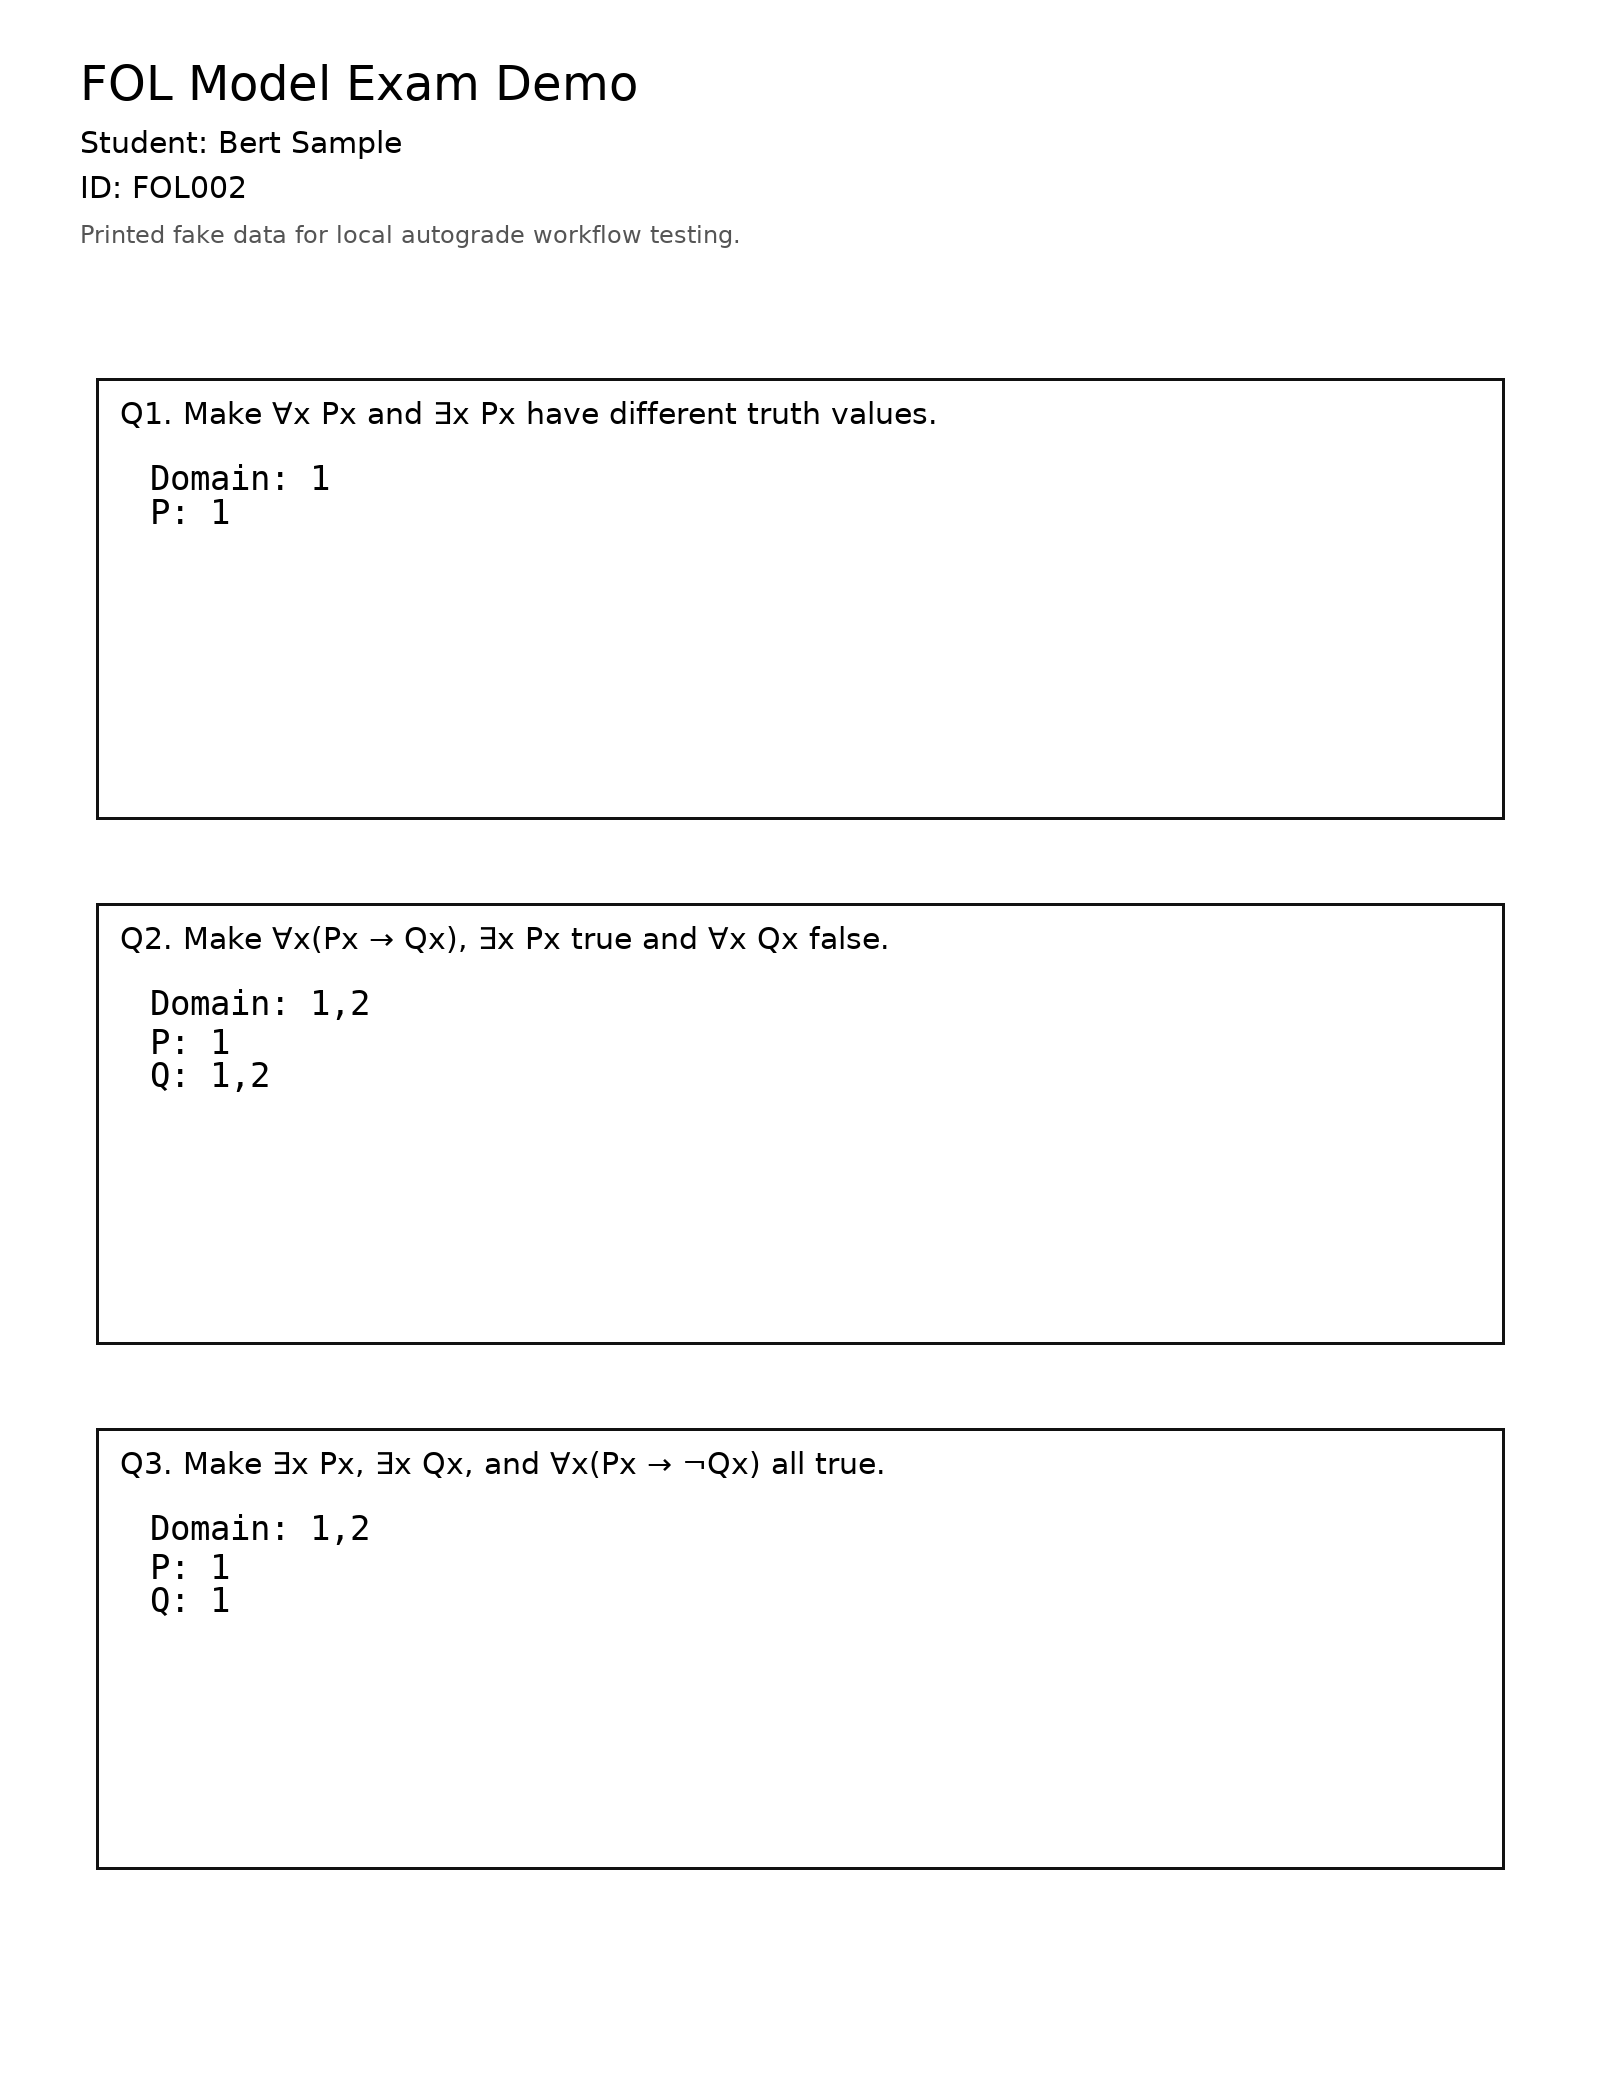 FOL Model Exam Demo
Student: Bert Sample
ID: FOL002
Printed fake data for local autograde workflow testing.
Q1. Make ∀x Px and ∃x Px have different truth values.
Domain: 1
P: 1
Q2. Make ∀x(Px → Qx), ∃x Px true and ∀x Qx false.
Domain: 1,2
P: 1
Q: 1,2
Q3. Make ∃x Px, ∃x Qx, and ∀x(Px → ¬Qx) all true.
Domain: 1,2
P: 1
Q: 1